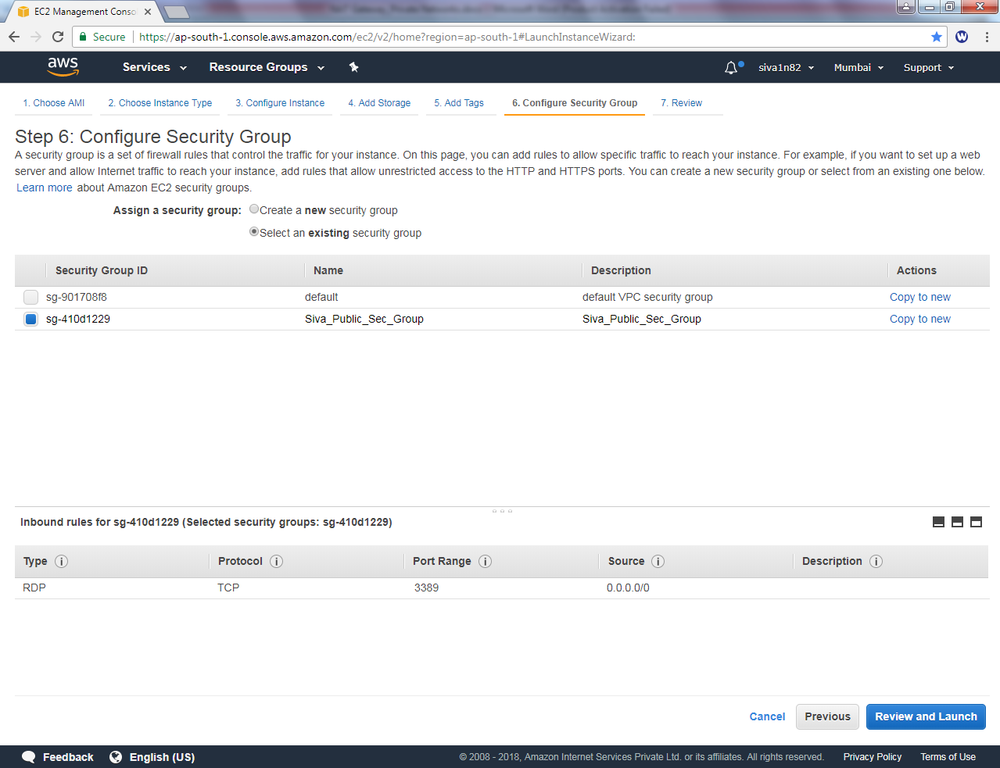 EC2 Management Conso
Secure
https://ap-south-1.console.aws.amazon.com/ec2/v2/home?region=ap-south-1#LaunchInstanceWizard:
W
aws
Services
Resource Groups
siva1n82
Mumbai
Support
1. Choose AMI
2. Choose Instance Type
3. Configure Instance
4. Add Storage
5. Add Tags
6. Configure Security Group
7. Review
Step 6: Configure Security Group
A security group is a set of firewall rules that control the traffic for your instance. On this page, you can add rules to allow specific traffic to reach your instance. For example, if you want to set up a web
server and allow Internet traffic to reach your instance, add rules that allow unrestricted access to the HTTP and HTTPS ports. You can create a new security group or select from an existing one below.
Learn more about Amazon EC2 security groups.
Assign a security group: Create a new security group
Select an existing security group
Security Group ID Name Description Actions
sg-901708f8 default default VPC security group Copy to new
sg-410d1229 Siva_Public_Sec_Group Siva_Public_Sec_Group Copy to new
Inbound rules for sg-410d1229 (Selected security groups: sg-410d1229)
Type i Protocol i Port Range i Source i Description i
RDP TCP 3389 0.0.0.0/0
Cancel Previous Review and Launch
Feedback English (US) © 2008 - 2018, Amazon Internet Services Private Ltd. or its affiliates. All rights reserved. Privacy Policy Terms of Use